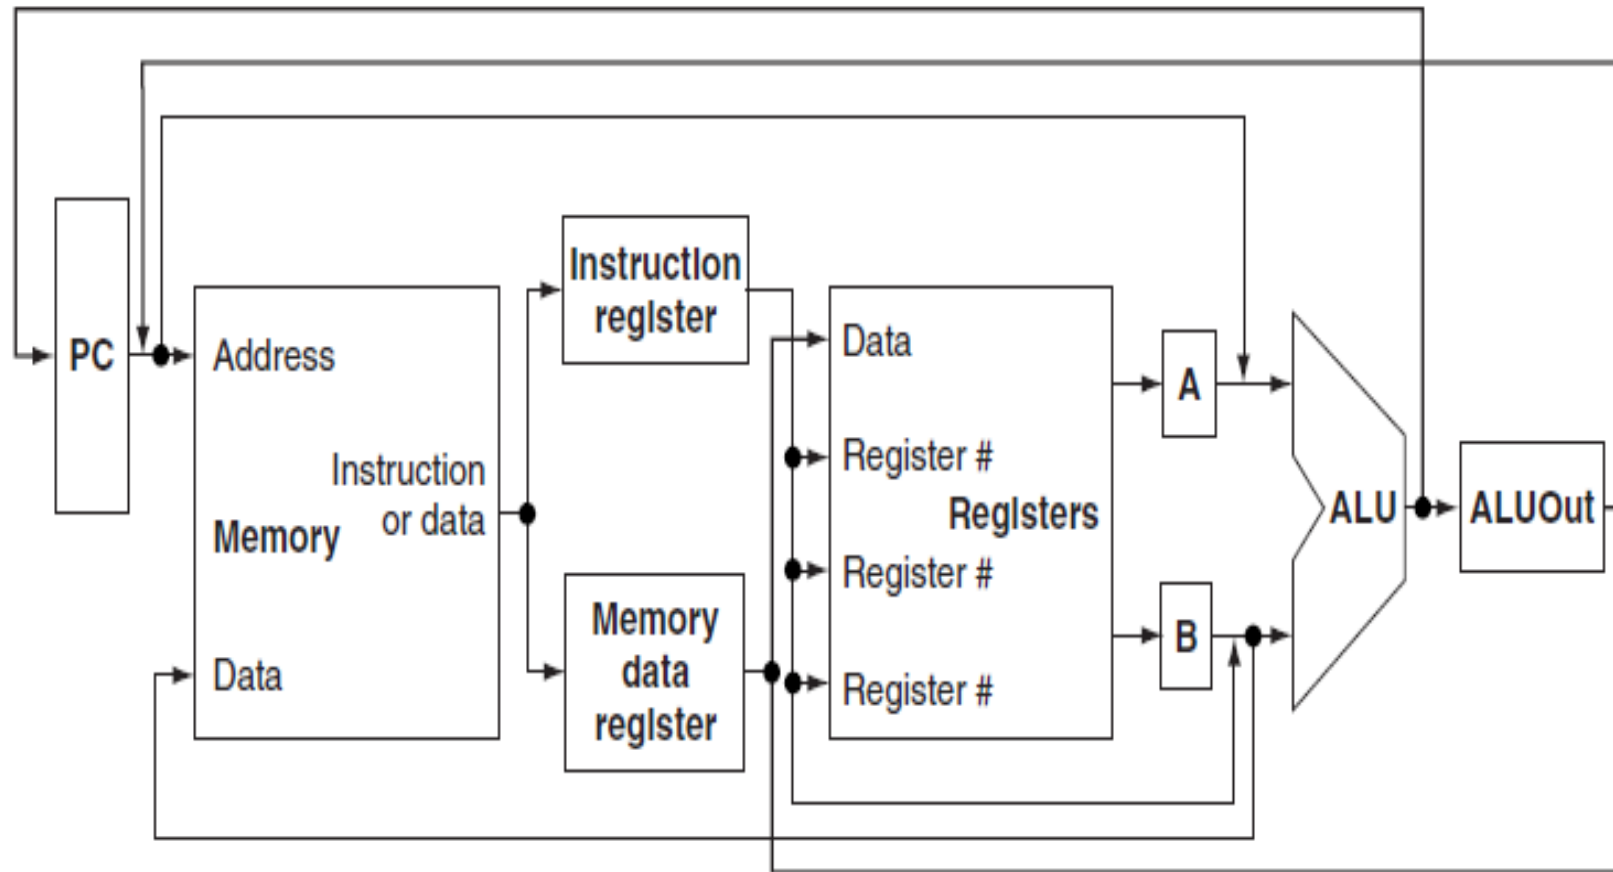 PC
Address
Instruction
or data
Memory
Data
Instruction
register
Memory
data
register
Data
Register #
Registers
Register #
Register #
A
B
ALU
ALUOut